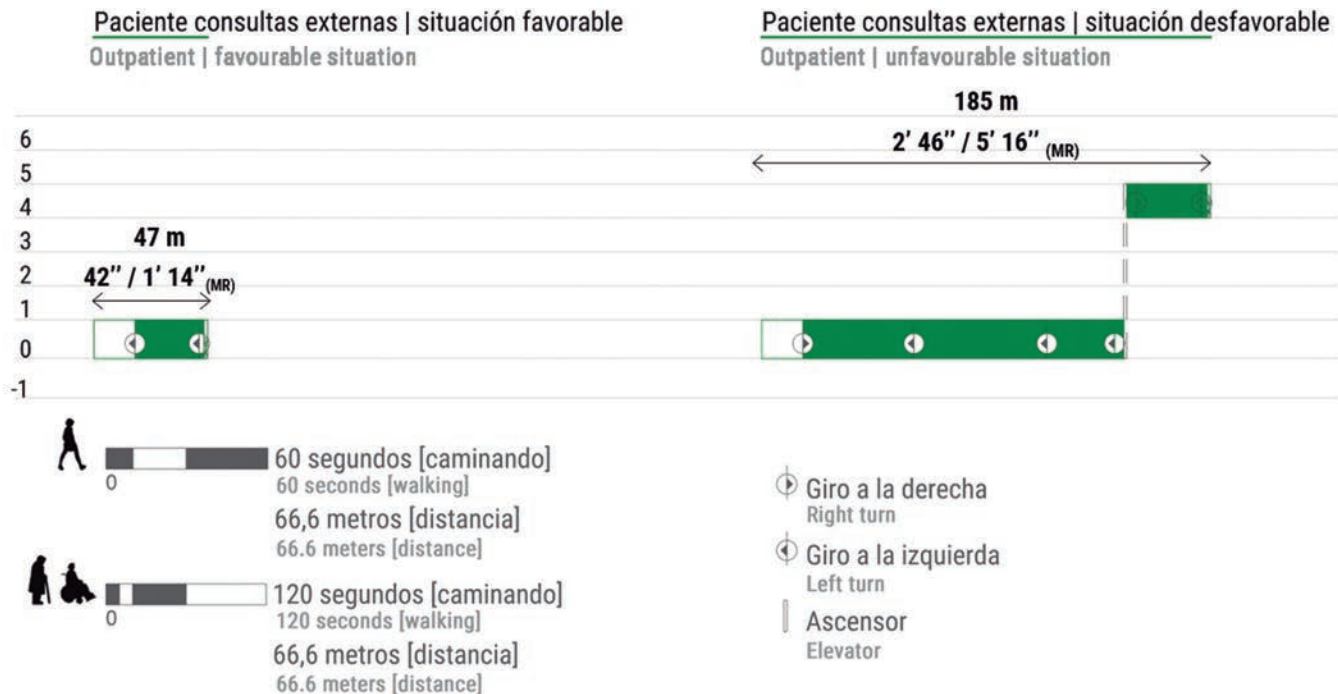 Paciente consultas externas | situación favorable
Outpatient | favourable situation
Paciente consultas externas | situación desfavorable
Outpatient | unfavourable situation
185 m
2’ 46’’ / 5’ 16’’ (MR)
6
5
4
3
2
1
0
-1
47 m
42’’ / 1’ 14’’ (MR)
0
60 segundos [caminando]
60 seconds [walking]
66,6 metros [distancia]
66.6 meters [distance]
0
120 segundos [caminando]
120 seconds [walking]
66,6 metros [distancia]
66.6 meters [distance]
Giro a la derecha
Right turn
Giro a la izquierda
Left turn
Ascensor
Elevator